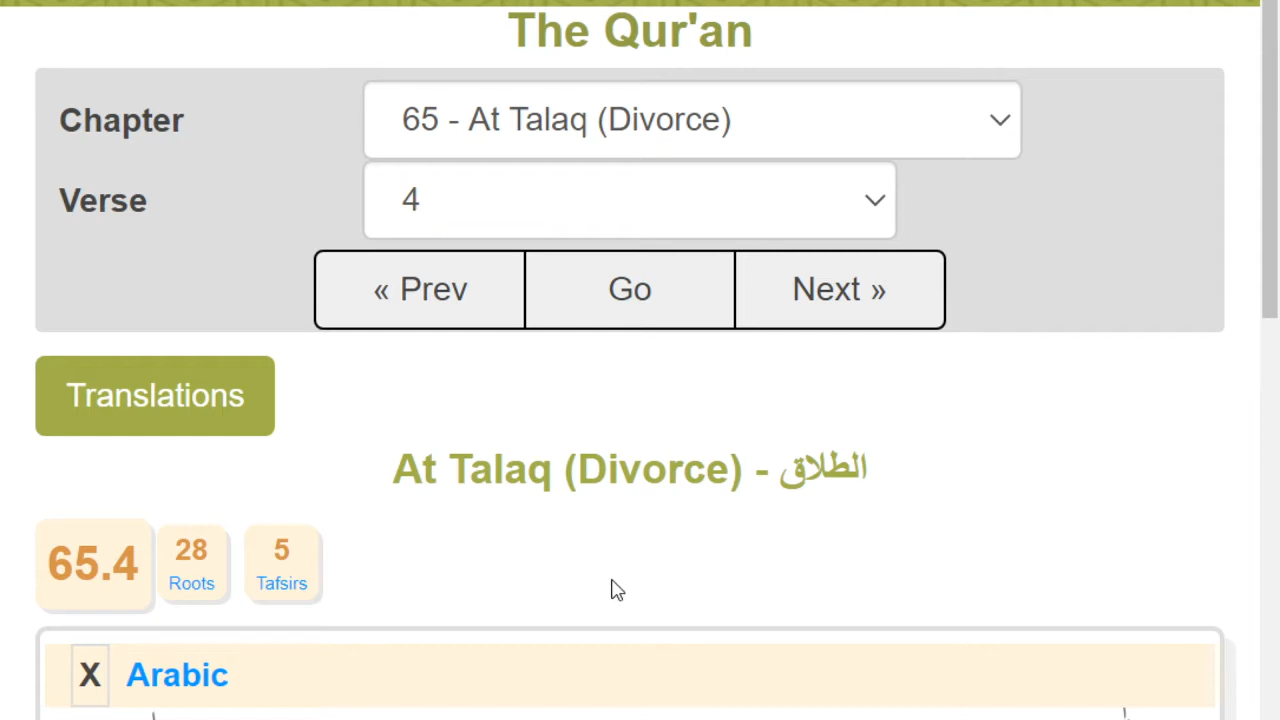 The Qur'an
Chapter
65 - At Talaq (Divorce)
Verse
4
« Prev
Go
Next »
Translations
At Talaq (Divorce) - الطلاق
65.4
28
Roots
5
Tafsirs
X Arabic